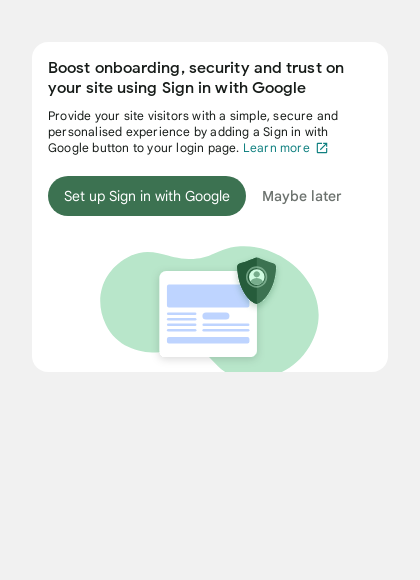 Boost onboarding, security and trust on
your site using Sign in with Google
Provide your site visitors with a simple, secure and
personalised experience by adding a Sign in with
Google button to your login page. Learn more
Set up Sign in with Google
Maybe later